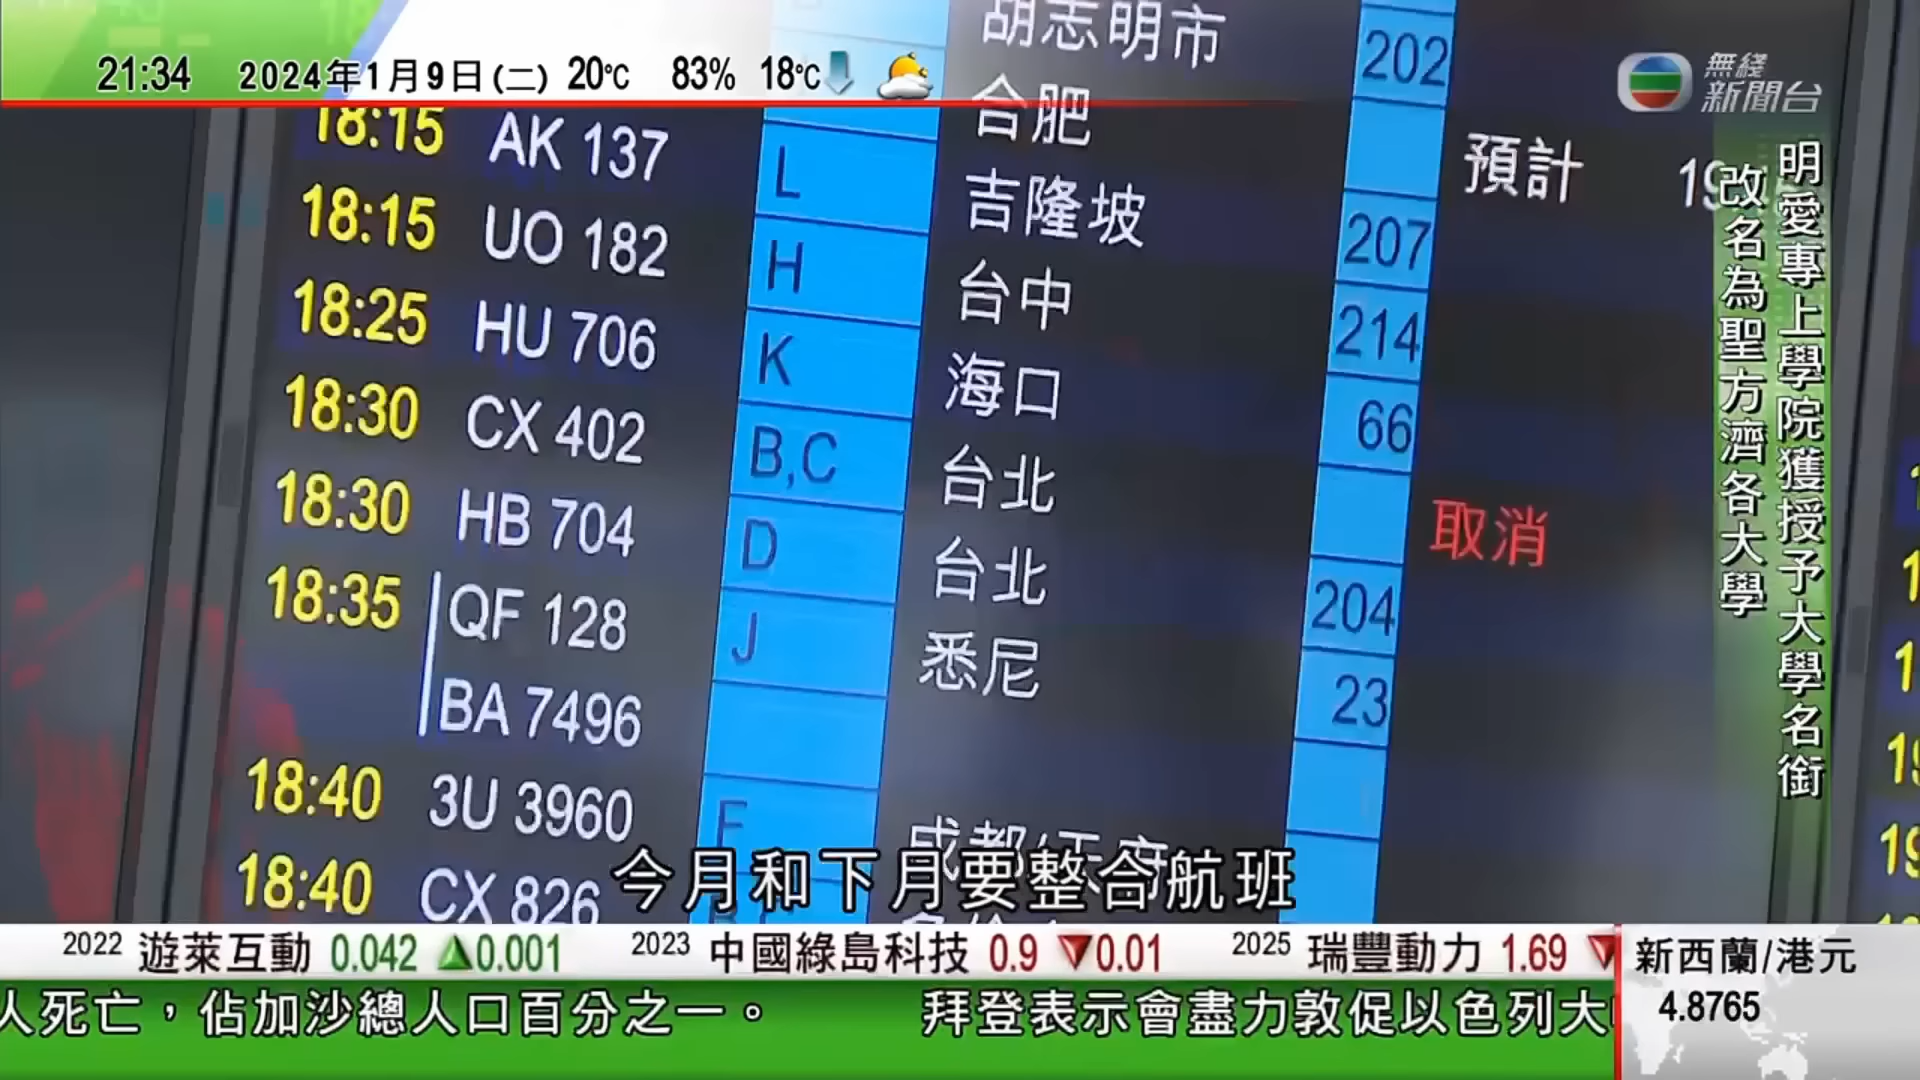 21:34 2024年1月9日(二) 20℃ 83% 18℃
無綫
新聞台
明愛專上學院獲授予大學名銜
改名為聖方濟各大學
胡志明市 202
合肥
18:15 AK 137 L 吉隆坡 207 預計
18:15 UO 182 H 台中 214
18:25 HU 706 K 海口 66
18:30 CX 402 B,C 台北
18:30 HB 704 D 台北 204 取消
18:35 QF 128 J 悉尼 23
BA 7496
18:40 3U 3960 F 成都/天府
18:40 CX 826
今月和下月要整合航班
2022 遊萊互動 0.042 ▲0.001 2023 中國綠島科技 0.9 ▼0.01 2025 瑞豐動力 1.69 ▼
新西蘭/港元
4.8765
人死亡，佔加沙總人口百分之一。 拜登表示會盡力敦促以色列大